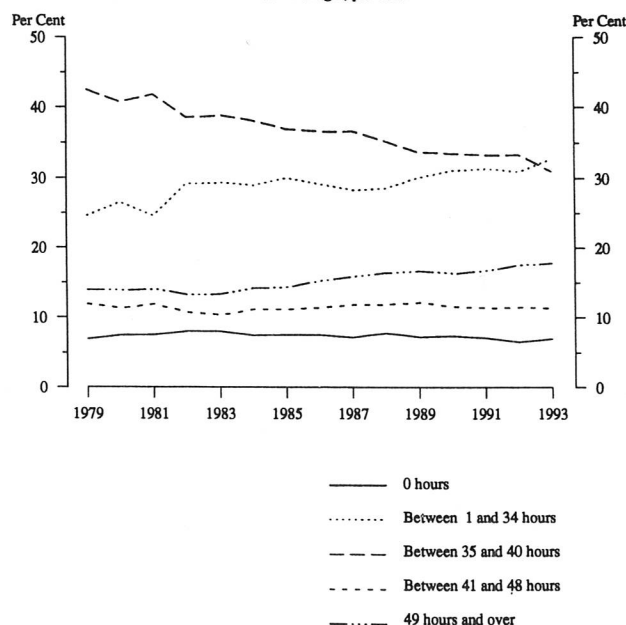 Per Cent Per Cent
50 50
40 40
30 30
20 20
10 10
0 0
1979 1981 1983 1985 1987 1989 1991 1993
0 hours
Between 1 and 34 hours
Between 35 and 40 hours
Between 41 and 48 hours
49 hours and over